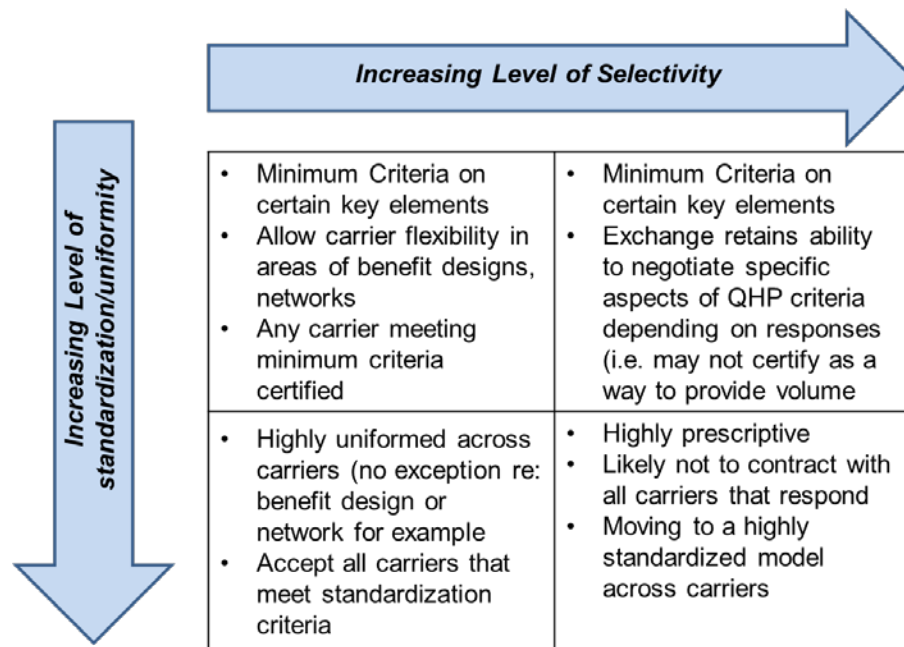 Increasing Level of Selectivity
Increasing Level of
standardization/uniformity
• Minimum Criteria on
certain key elements
• Allow carrier flexibility in
areas of benefit designs,
networks
• Any carrier meeting
minimum criteria
certified
• Minimum Criteria on
certain key elements
• Exchange retains ability
to negotiate specific
aspects of QHP criteria
depending on responses
(i.e. may not certify as a
way to provide volume
• Highly uniformed across
carriers (no exception re:
benefit design or
network for example
• Accept all carriers that
meet standardization
criteria
• Highly prescriptive
• Likely not to contract with
all carriers that respond
• Moving to a highly
standardized model
across carriers